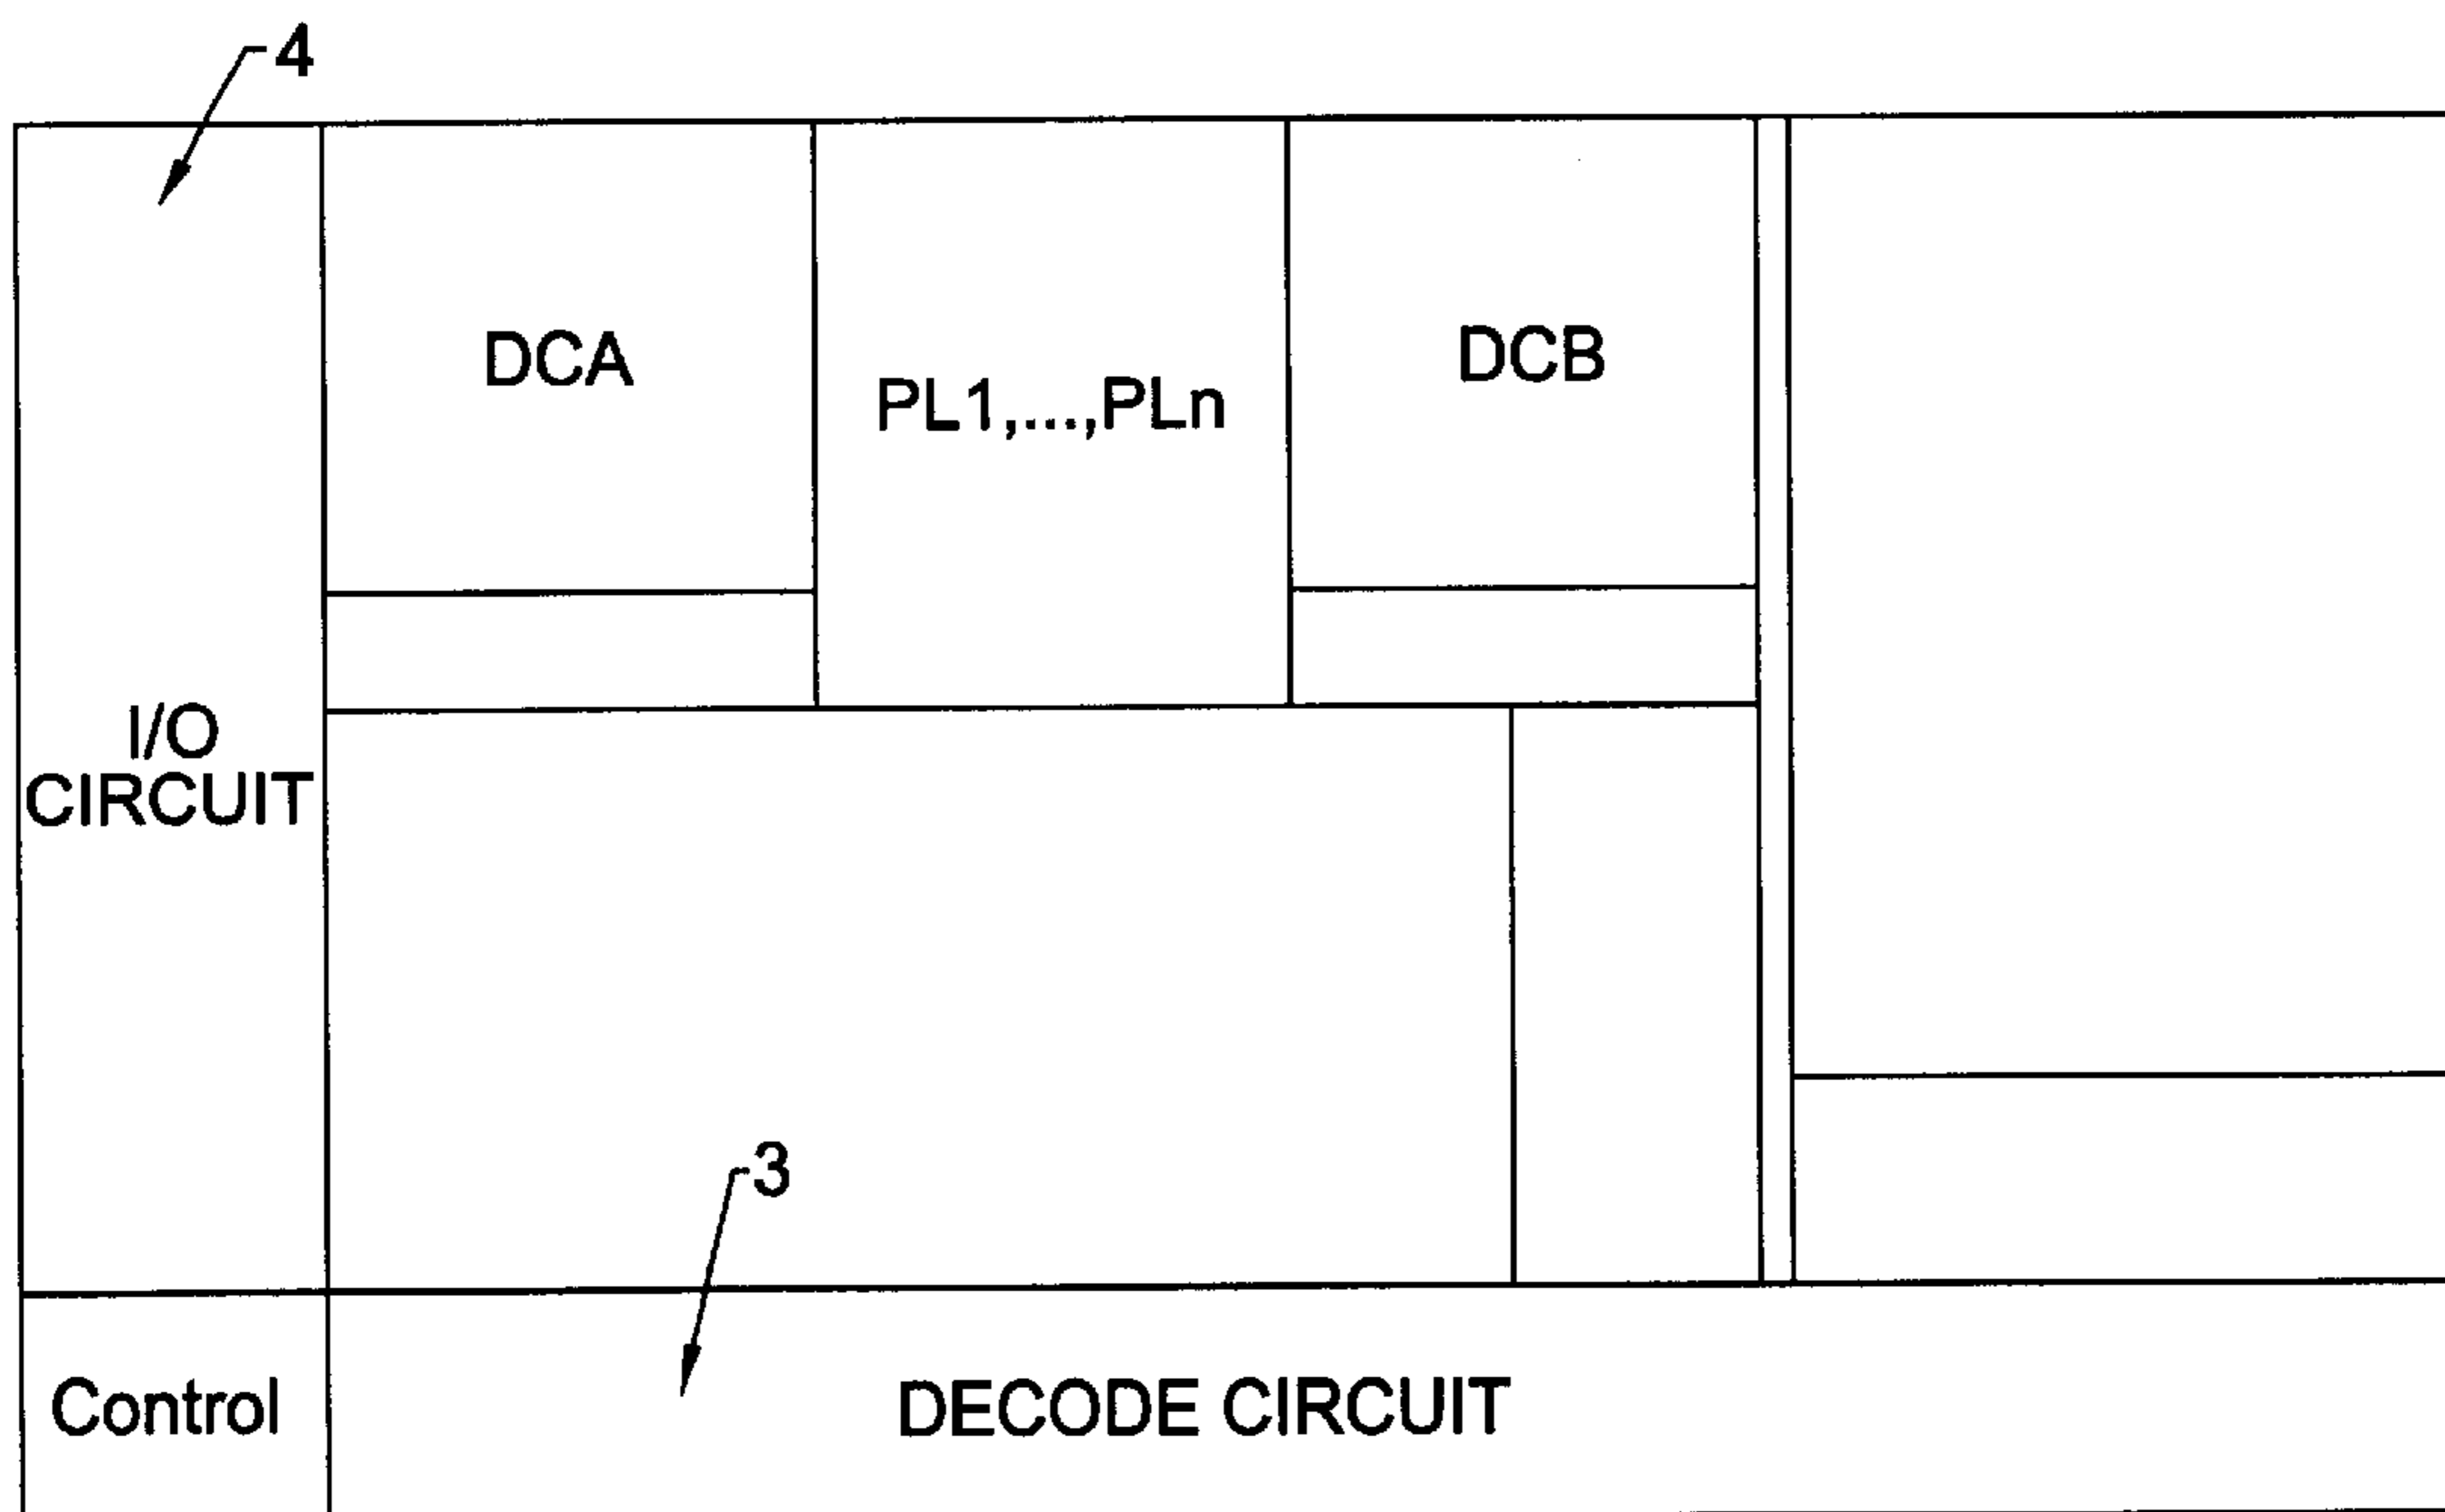 4
DCA
PL1,...,PLn
DCB
I/O
CIRCUIT
3
Control
DECODE CIRCUIT